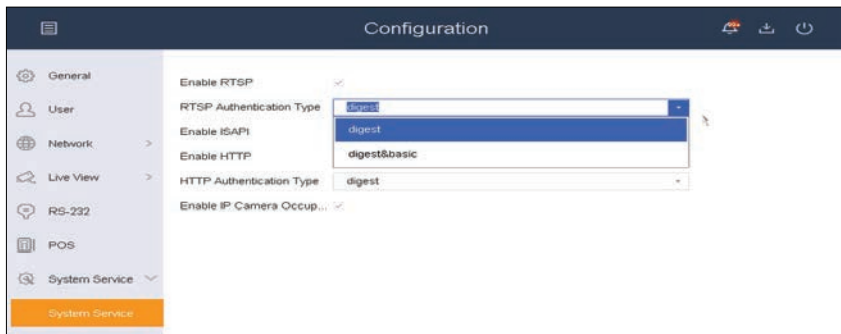 Configuration
General
User
Network
Live View
RS-232
POS
System Service
System Service
Enable RTSP
RTSP Authentication Type digest
Enable ISAPI digest
Enable HTTP digest&basic
HTTP Authentication Type digest
Enable IP Camera Occup...